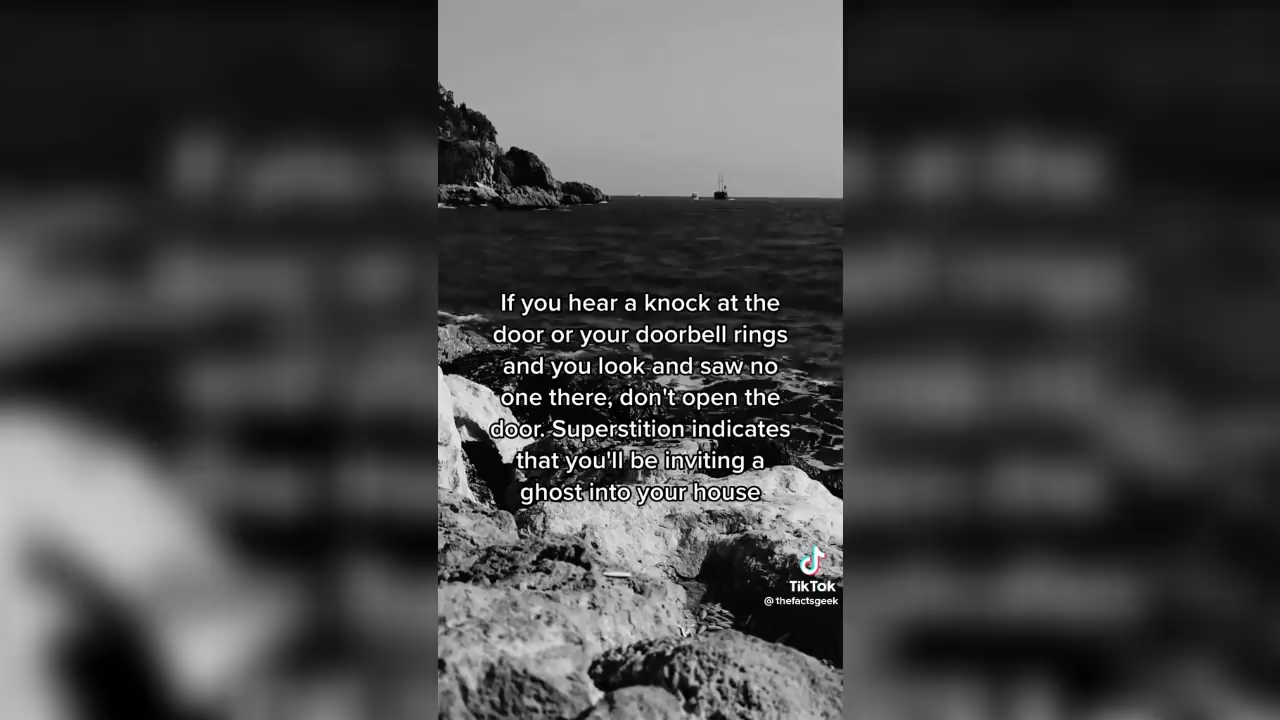 If you hear a knock at the
door or your doorbell rings
and you look and saw no
one there, don't open the
door. Superstition indicates
that you'll be inviting a
ghost into your house
TikTok
@ thefactsgeek